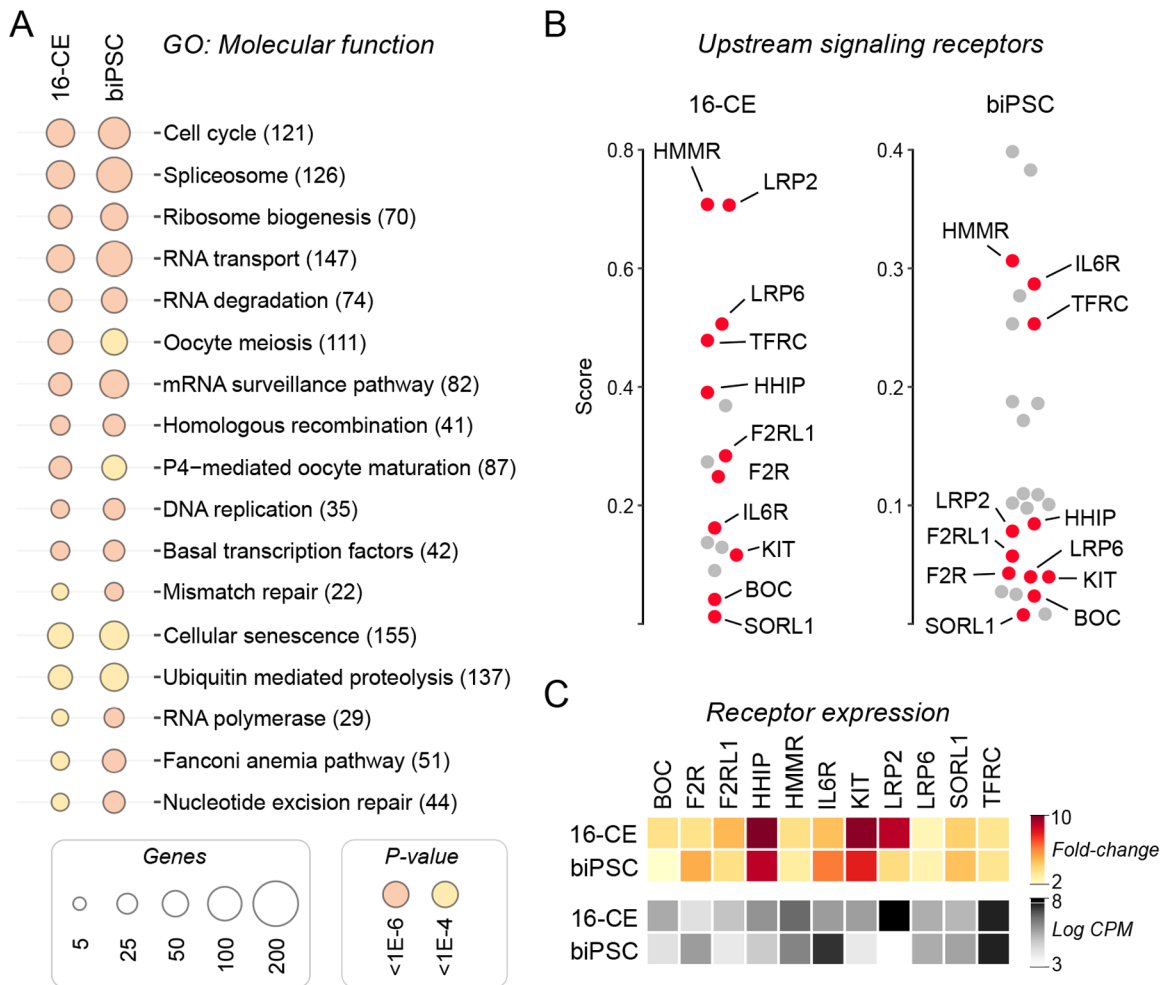 A
16-CE
biPSC
GO: Molecular function
Cell cycle (121)
Spliceosome (126)
Ribosome biogenesis (70)
RNA transport (147)
RNA degradation (74)
Oocyte meiosis (111)
mRNA surveillance pathway (82)
Homologous recombination (41)
P4−mediated oocyte maturation (87)
DNA replication (35)
Basal transcription factors (42)
Mismatch repair (22)
Cellular senescence (155)
Ubiquitin mediated proteolysis (137)
RNA polymerase (29)
Fanconi anemia pathway (51)
Nucleotide excision repair (44)
Genes
5 25 50 100 200
P-value
<1E-6 <1E-4
B
Upstream signaling receptors
16-CE
Score
0.8
0.6
0.4
0.2
HMMR
LRP2
LRP6
TFRC
HHIP
F2RL1
F2R
IL6R
KIT
BOC
SORL1
biPSC
0.4
0.3
0.2
0.1
HMMR
IL6R
TFRC
LRP2
HHIP
F2RL1
LRP6
F2R
KIT
BOC
SORL1
C
Receptor expression
BOC F2R F2RL1 HHIP HMMR IL6R KIT LRP2 LRP6 SORL1 TFRC
16-CE
biPSC
10
Fold-change
2
16-CE
biPSC
8
Log CPM
3